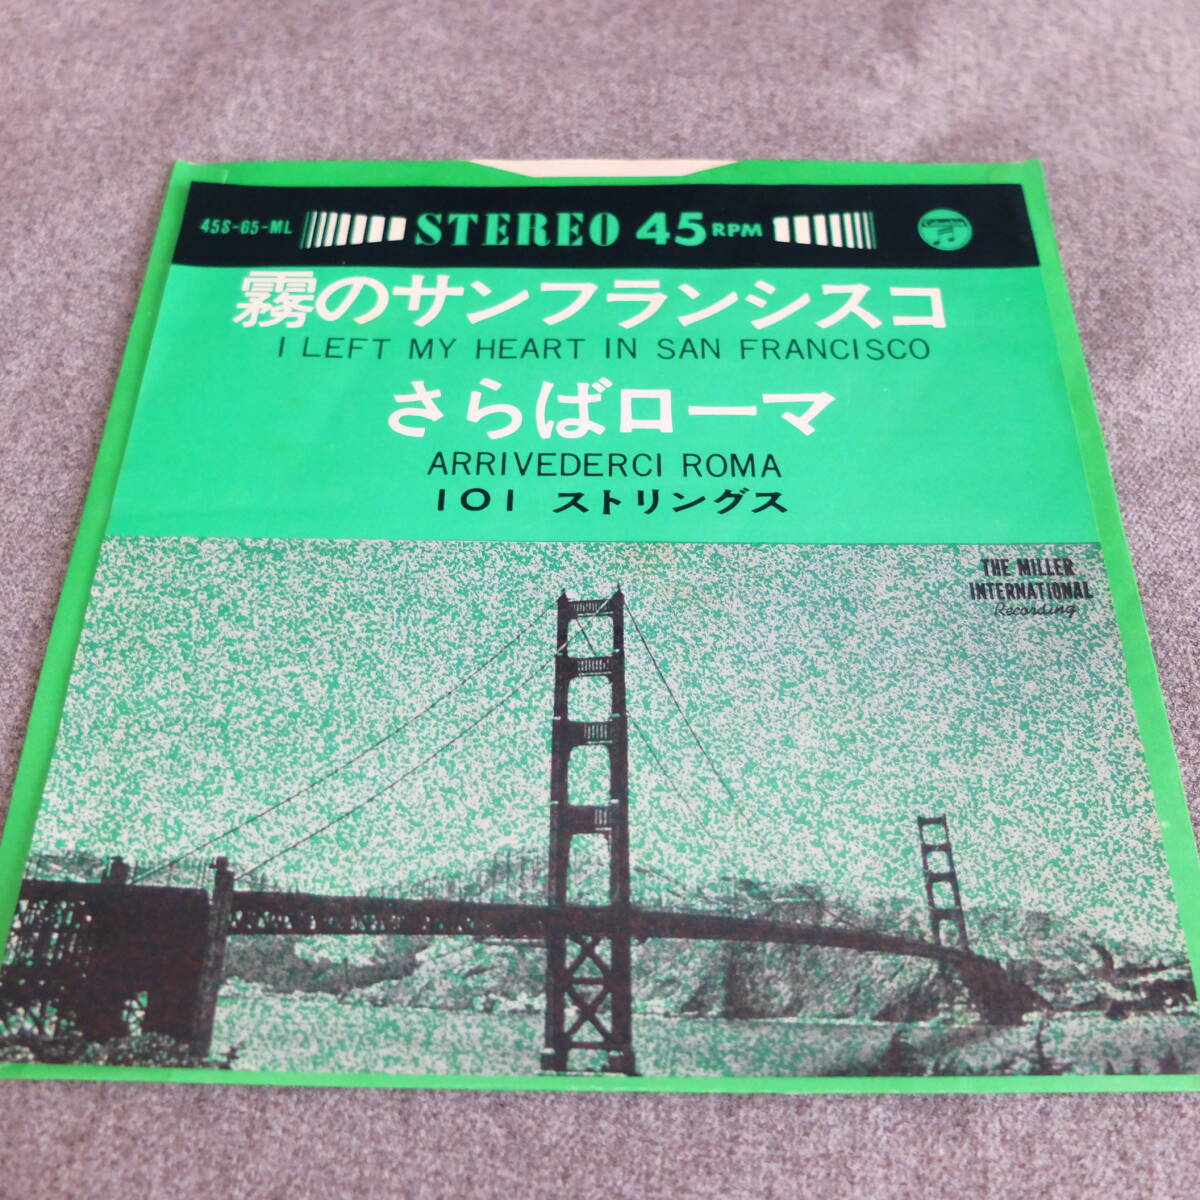 45S-65-ML STEREO 45 RPM Columbia
霧のサンフランシスコ
I LEFT MY HEART IN SAN FRANCISCO
さらばローマ
ARRIVEDERCI ROMA
101 ストリングス
THE MILLER
INTERNATIONAL
Recording